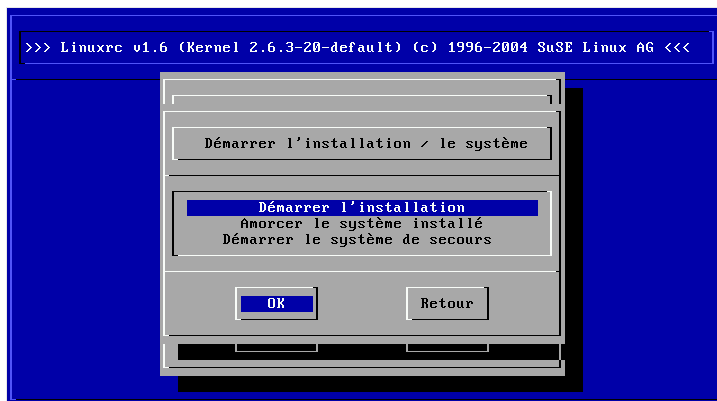 >>> Linuxrc v1.6 (Kernel 2.6.3-20-default) (c) 1996-2004 SuSE Linux AG <<<
Démarrer l'installation / le système
Démarrer l'installation
Amorcer le système installé
Démarrer le système de secours
OK
Retour